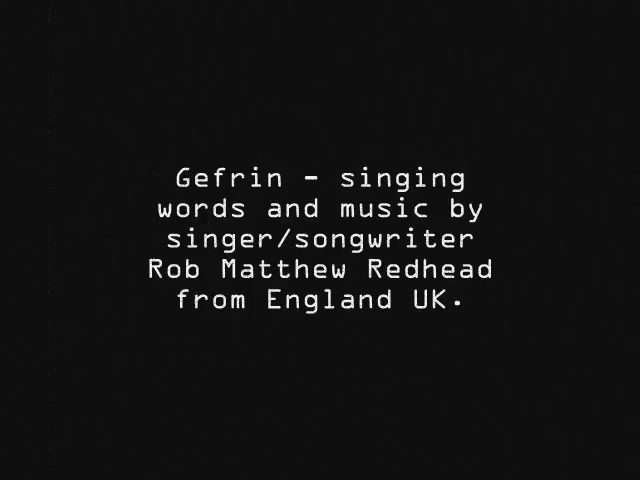 Gefrin - singing
words and music by
singer/songwriter
Rob Matthew Redhead
from England UK.